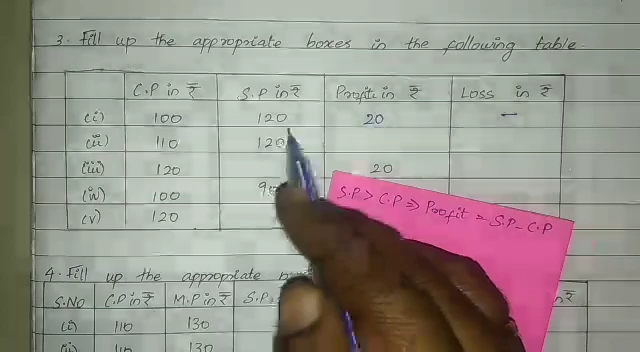 3. Fill up the appropriate boxes in the following table.
C.P in ₹ S.P in ₹ Profit in ₹ Loss in ₹
(i) 100 120 20 —
(ii) 110 120
(iii) 120 20
(iv) 100
(v) 120
S.P > C.P ⇒ Profit = S.P - C.P
4. Fill up the appropriate
S.NO C.P in ₹ M.P in ₹ S.P
(i) 110 130
(ii) 110 130